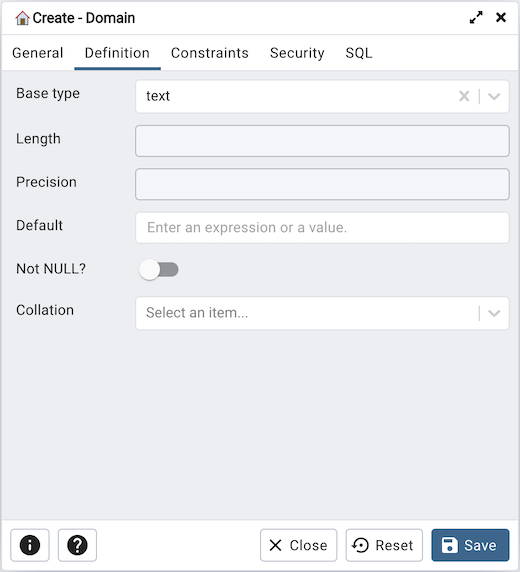 Create - Domain
General Definition Constraints Security SQL
Base type text
Length
Precision
Default Enter an expression or a value.
Not NULL?
Collation Select an item...
Close Reset Save